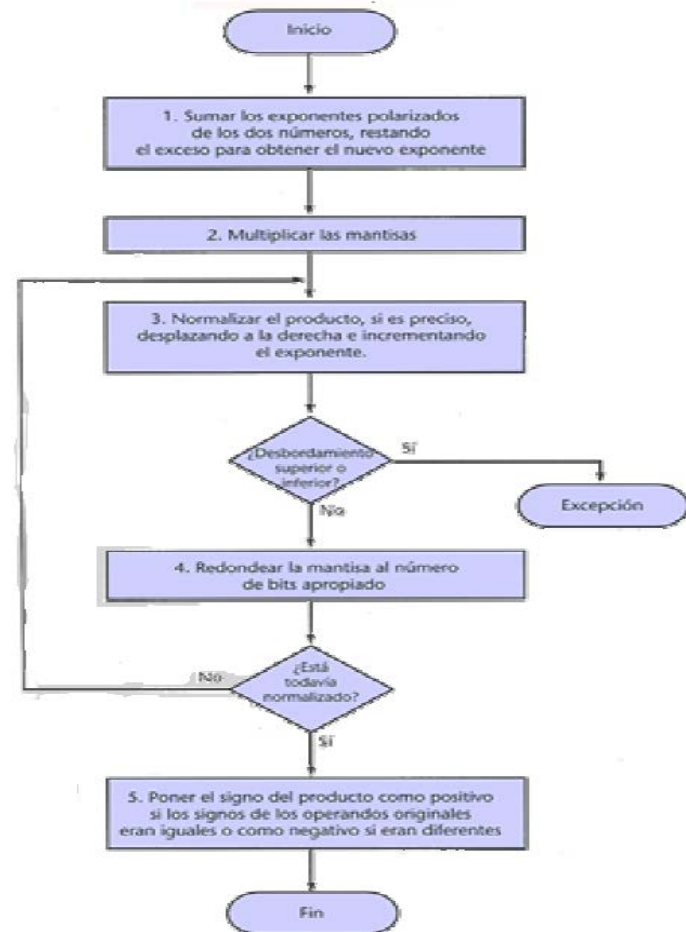 Inicio
1. Sumar los exponentes polarizados
de los dos números, restando
el exceso para obtener el nuevo exponente
2. Multiplicar las mantisas
3. Normalizar el producto, si es preciso,
desplazando a la derecha e incrementando
el exponente.
¿Desbordamiento
superior o
inferior?
Sí
Excepción
No
4. Redondear la mantisa al número
de bits apropiado
¿Está
todavía
normalizado?
No
Sí
5. Poner el signo del producto como positivo
si los signos de los operandos originales
eran iguales o como negativo si eran diferentes
Fin